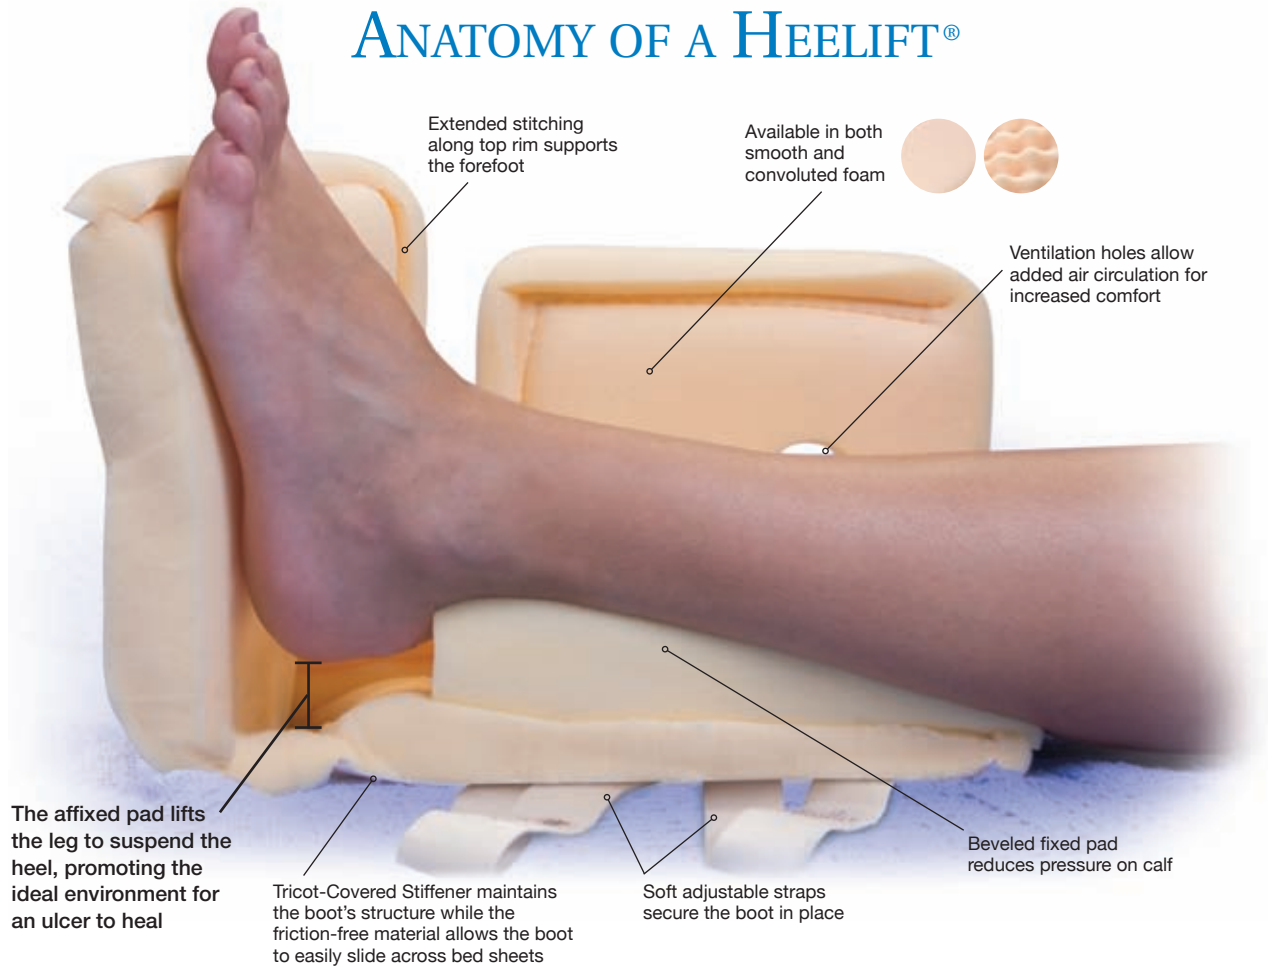 ANATOMY OF A HEELIFT®
Extended stitching
along top rim supports
the forefoot
Available in both
smooth and
convoluted foam
Ventilation holes allow
added air circulation for
increased comfort
The affixed pad lifts
the leg to suspend the
heel, promoting the
ideal environment for
an ulcer to heal
Tricot-Covered Stiffener maintains
the boot’s structure while the
friction-free material allows the boot
to easily slide across bed sheets
Soft adjustable straps
secure the boot in place
Beveled fixed pad
reduces pressure on calf